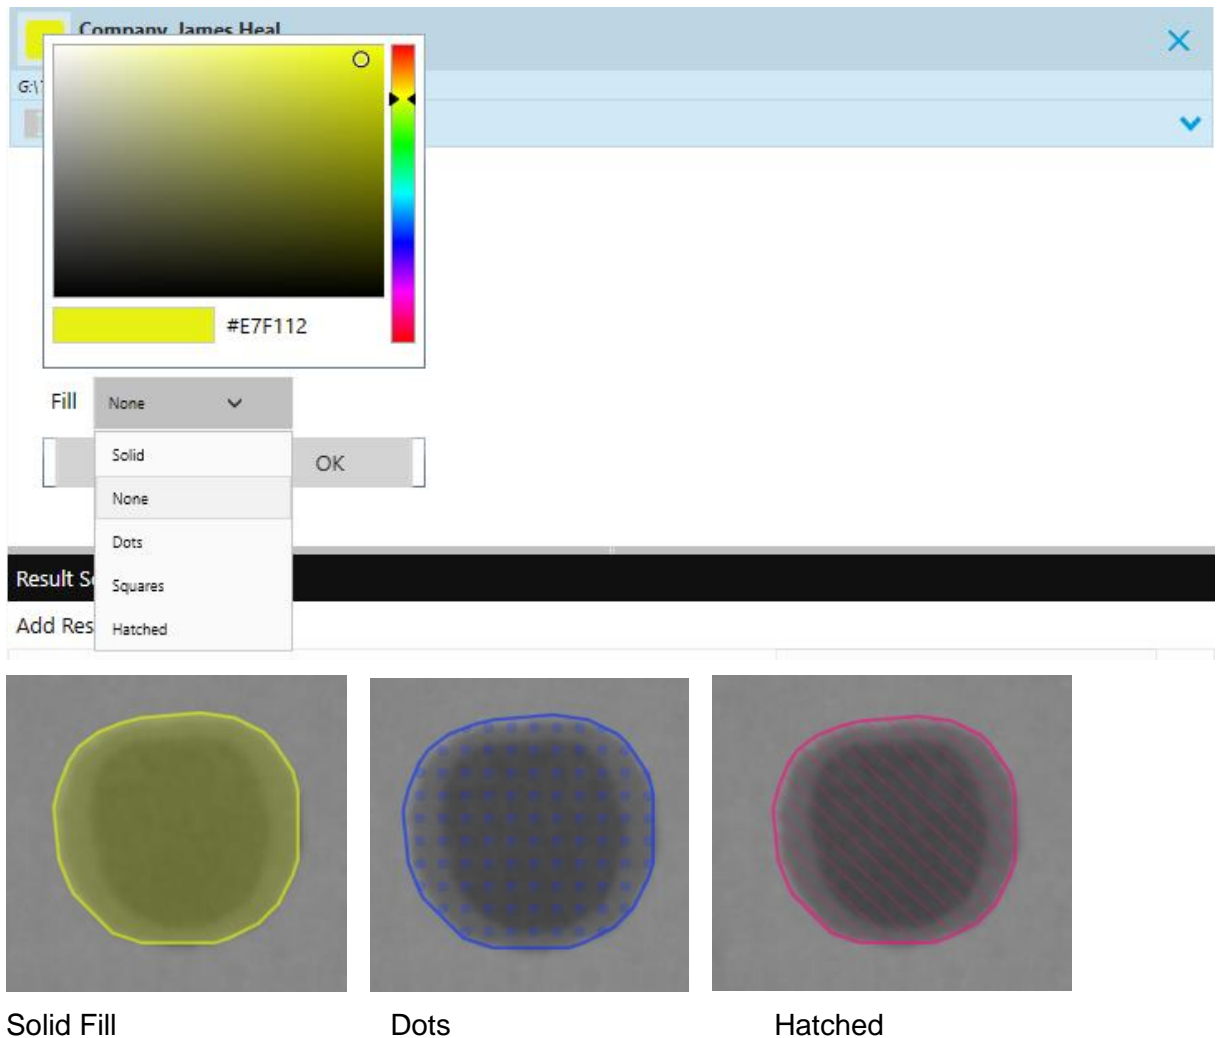 Company James Heal
G:\
#E7F112
Fill None
OK
Solid
None
Dots
Squares
Hatched
Result S
Add Res
Solid Fill Dots Hatched